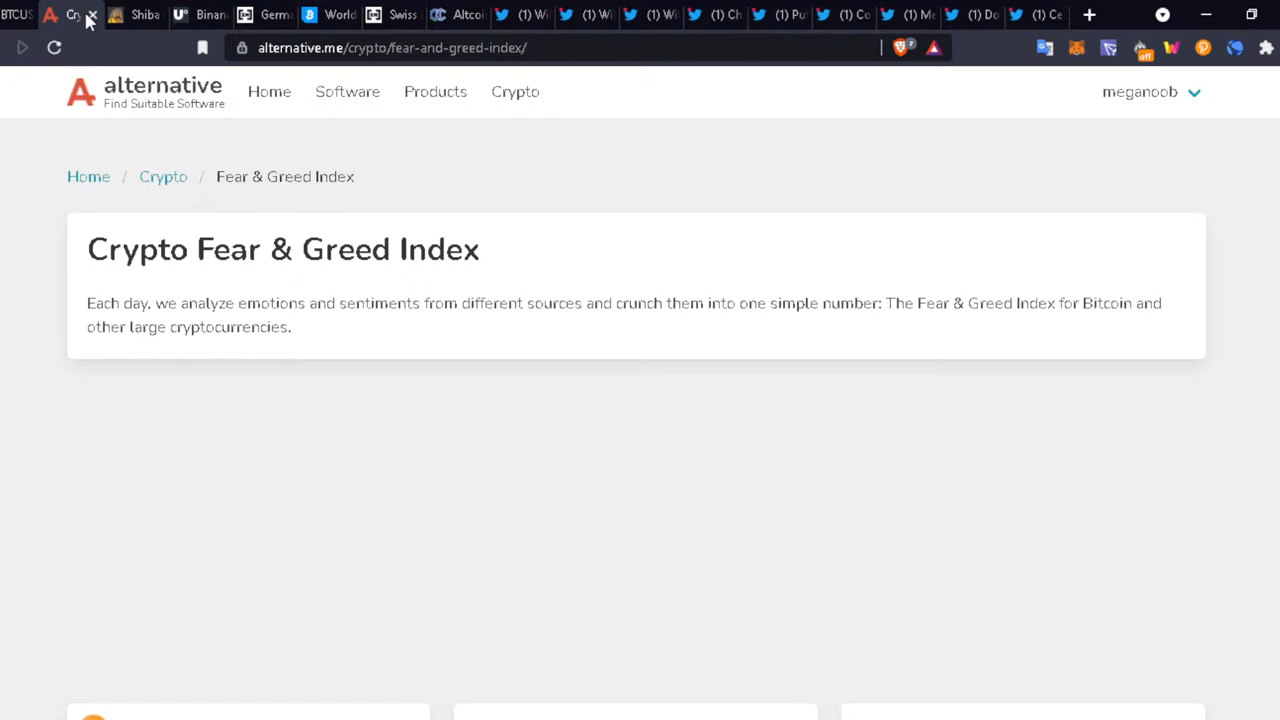 BTCUS Cry Shiba Binan Germa World Swiss Altcoi (1) Wi (1) Wi (1) Wi (1) Ch (1) Pu (1) Co (1) Me (1) Do (1) Ce
alternative.me/crypto/fear-and-greed-index/
2
off
alternative
Find Suitable Software
Home Software Products Crypto
meganoob
Home / Crypto / Fear & Greed Index
Crypto Fear & Greed Index
Each day, we analyze emotions and sentiments from different sources and crunch them into one simple number: The Fear & Greed Index for Bitcoin and
other large cryptocurrencies.